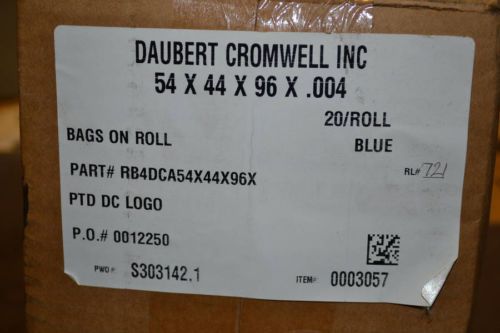 DAUBERT CROMWELL INC
54 X 44 X 96 X .004
20/ROLL
BAGS ON ROLL BLUE
PART# RB4DCA54X44X96X RL# 721
PTD DC LOGO
P.O.# 0012250
PWO#: S303142.1 ITEM#: 0003057